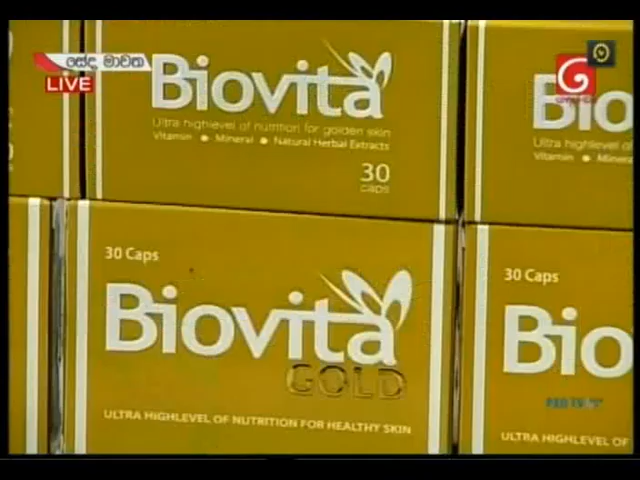 සේද මාවත
LIVE
Biovita
Ultra highlevel of nutrition for golden skin
Vitamin ● Mineral ● Natural Herbal Extracts
30
caps
Bio
Ultra highlevel of
Vitamin ● Mine
30 Caps
Biovita
GOLD
ULTRA HIGHLEVEL OF NUTRITION FOR HEALTHY SKIN
30 Caps
Bio
ULTRA HIGHLEVEL OF